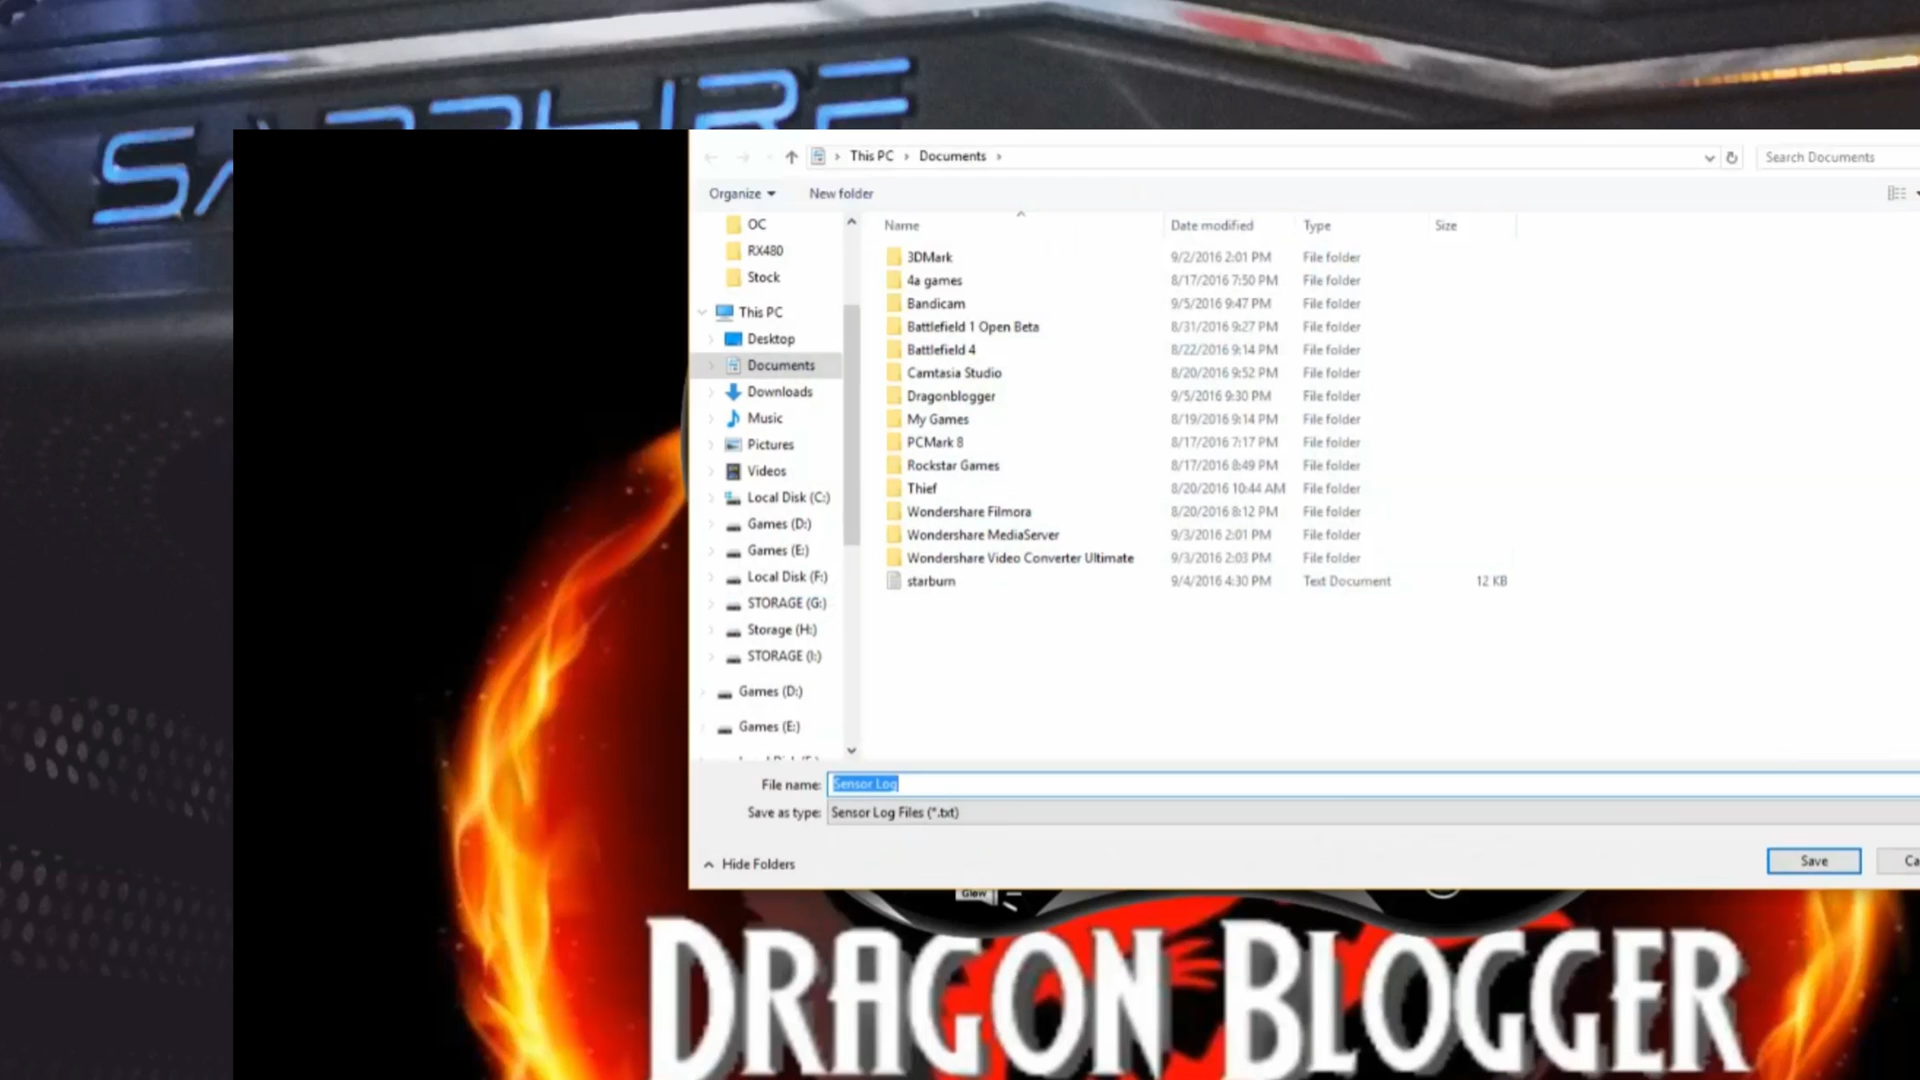 SAPPHIRE
This PC > Documents >
Search Documents
Organize
New folder
OC
RX480
Stock
This PC
Desktop
Documents
Downloads
Music
Pictures
Videos
Local Disk (C:)
Games (D:)
Games (E:)
Local Disk (F:)
STORAGE (G:)
Storage (H:)
STORAGE (I:)
Games (D:)
Games (E:)
Name Date modified Type Size
3DMark 9/2/2016 2:01 PM File folder
4a games 8/17/2016 7:50 PM File folder
Bandicam 9/5/2016 9:47 PM File folder
Battlefield 1 Open Beta 8/31/2016 9:27 PM File folder
Battlefield 4 8/22/2016 9:14 PM File folder
Camtasia Studio 8/20/2016 9:52 PM File folder
Dragonblogger 9/5/2016 9:30 PM File folder
My Games 8/19/2016 9:14 PM File folder
PCMark 8 8/17/2016 7:17 PM File folder
Rockstar Games 8/17/2016 8:49 PM File folder
Thief 8/20/2016 10:44 AM File folder
Wondershare Filmora 8/20/2016 8:12 PM File folder
Wondershare MediaServer 9/3/2016 2:01 PM File folder
Wondershare Video Converter Ultimate 9/3/2016 2:03 PM File folder
starburn 9/4/2016 4:30 PM Text Document 12 KB
File name: Sensor Log
Save as type: Sensor Log Files (*.txt)
Hide Folders
Save
Ca
Glow
DRAGON BLOGGER